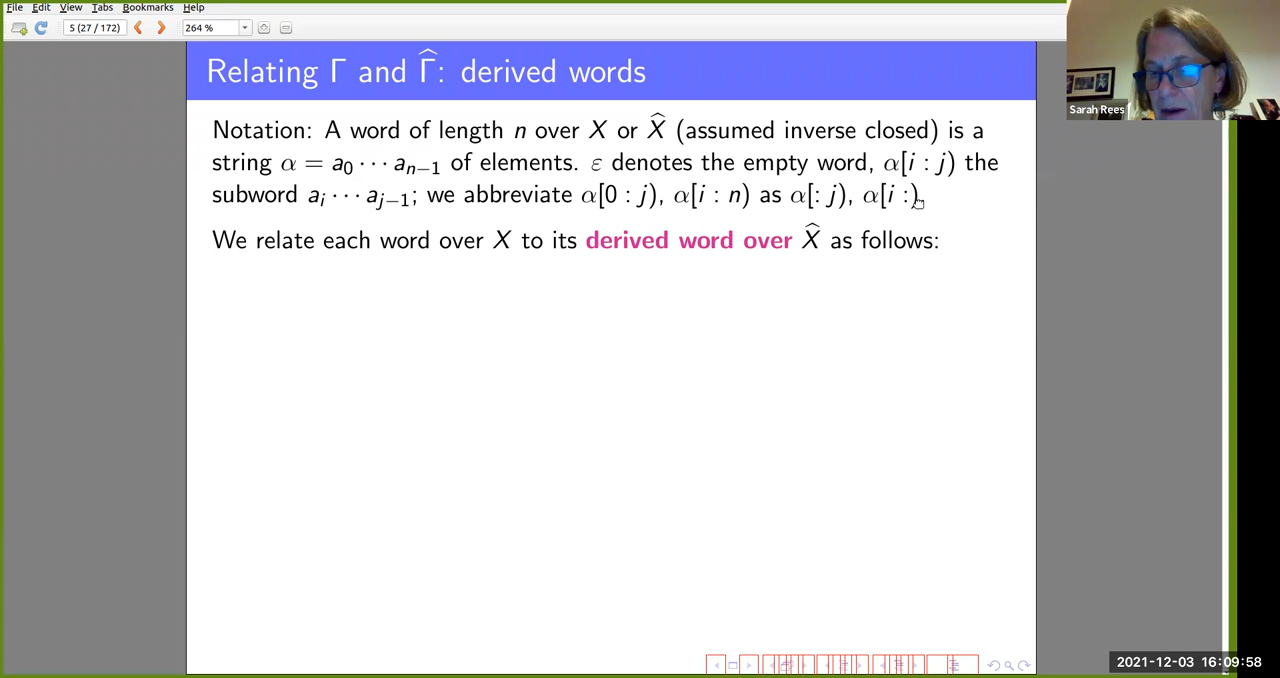 File Edit View Tabs Bookmarks Help
5 (27 / 172) 264 %
Sarah Rees
Relating Γ and Γ̂: derived words
Notation: A word of length n over X or X̂ (assumed inverse closed) is a
string α = a₀ ⋯ aₙ₋₁ of elements. ε denotes the empty word, α[i : j) the
subword aᵢ ⋯ aⱼ₋₁; we abbreviate α[0 : j), α[i : n) as α[: j), α[i :)
We relate each word over X to its derived word over X̂ as follows:
2021-12-03 16:09:58